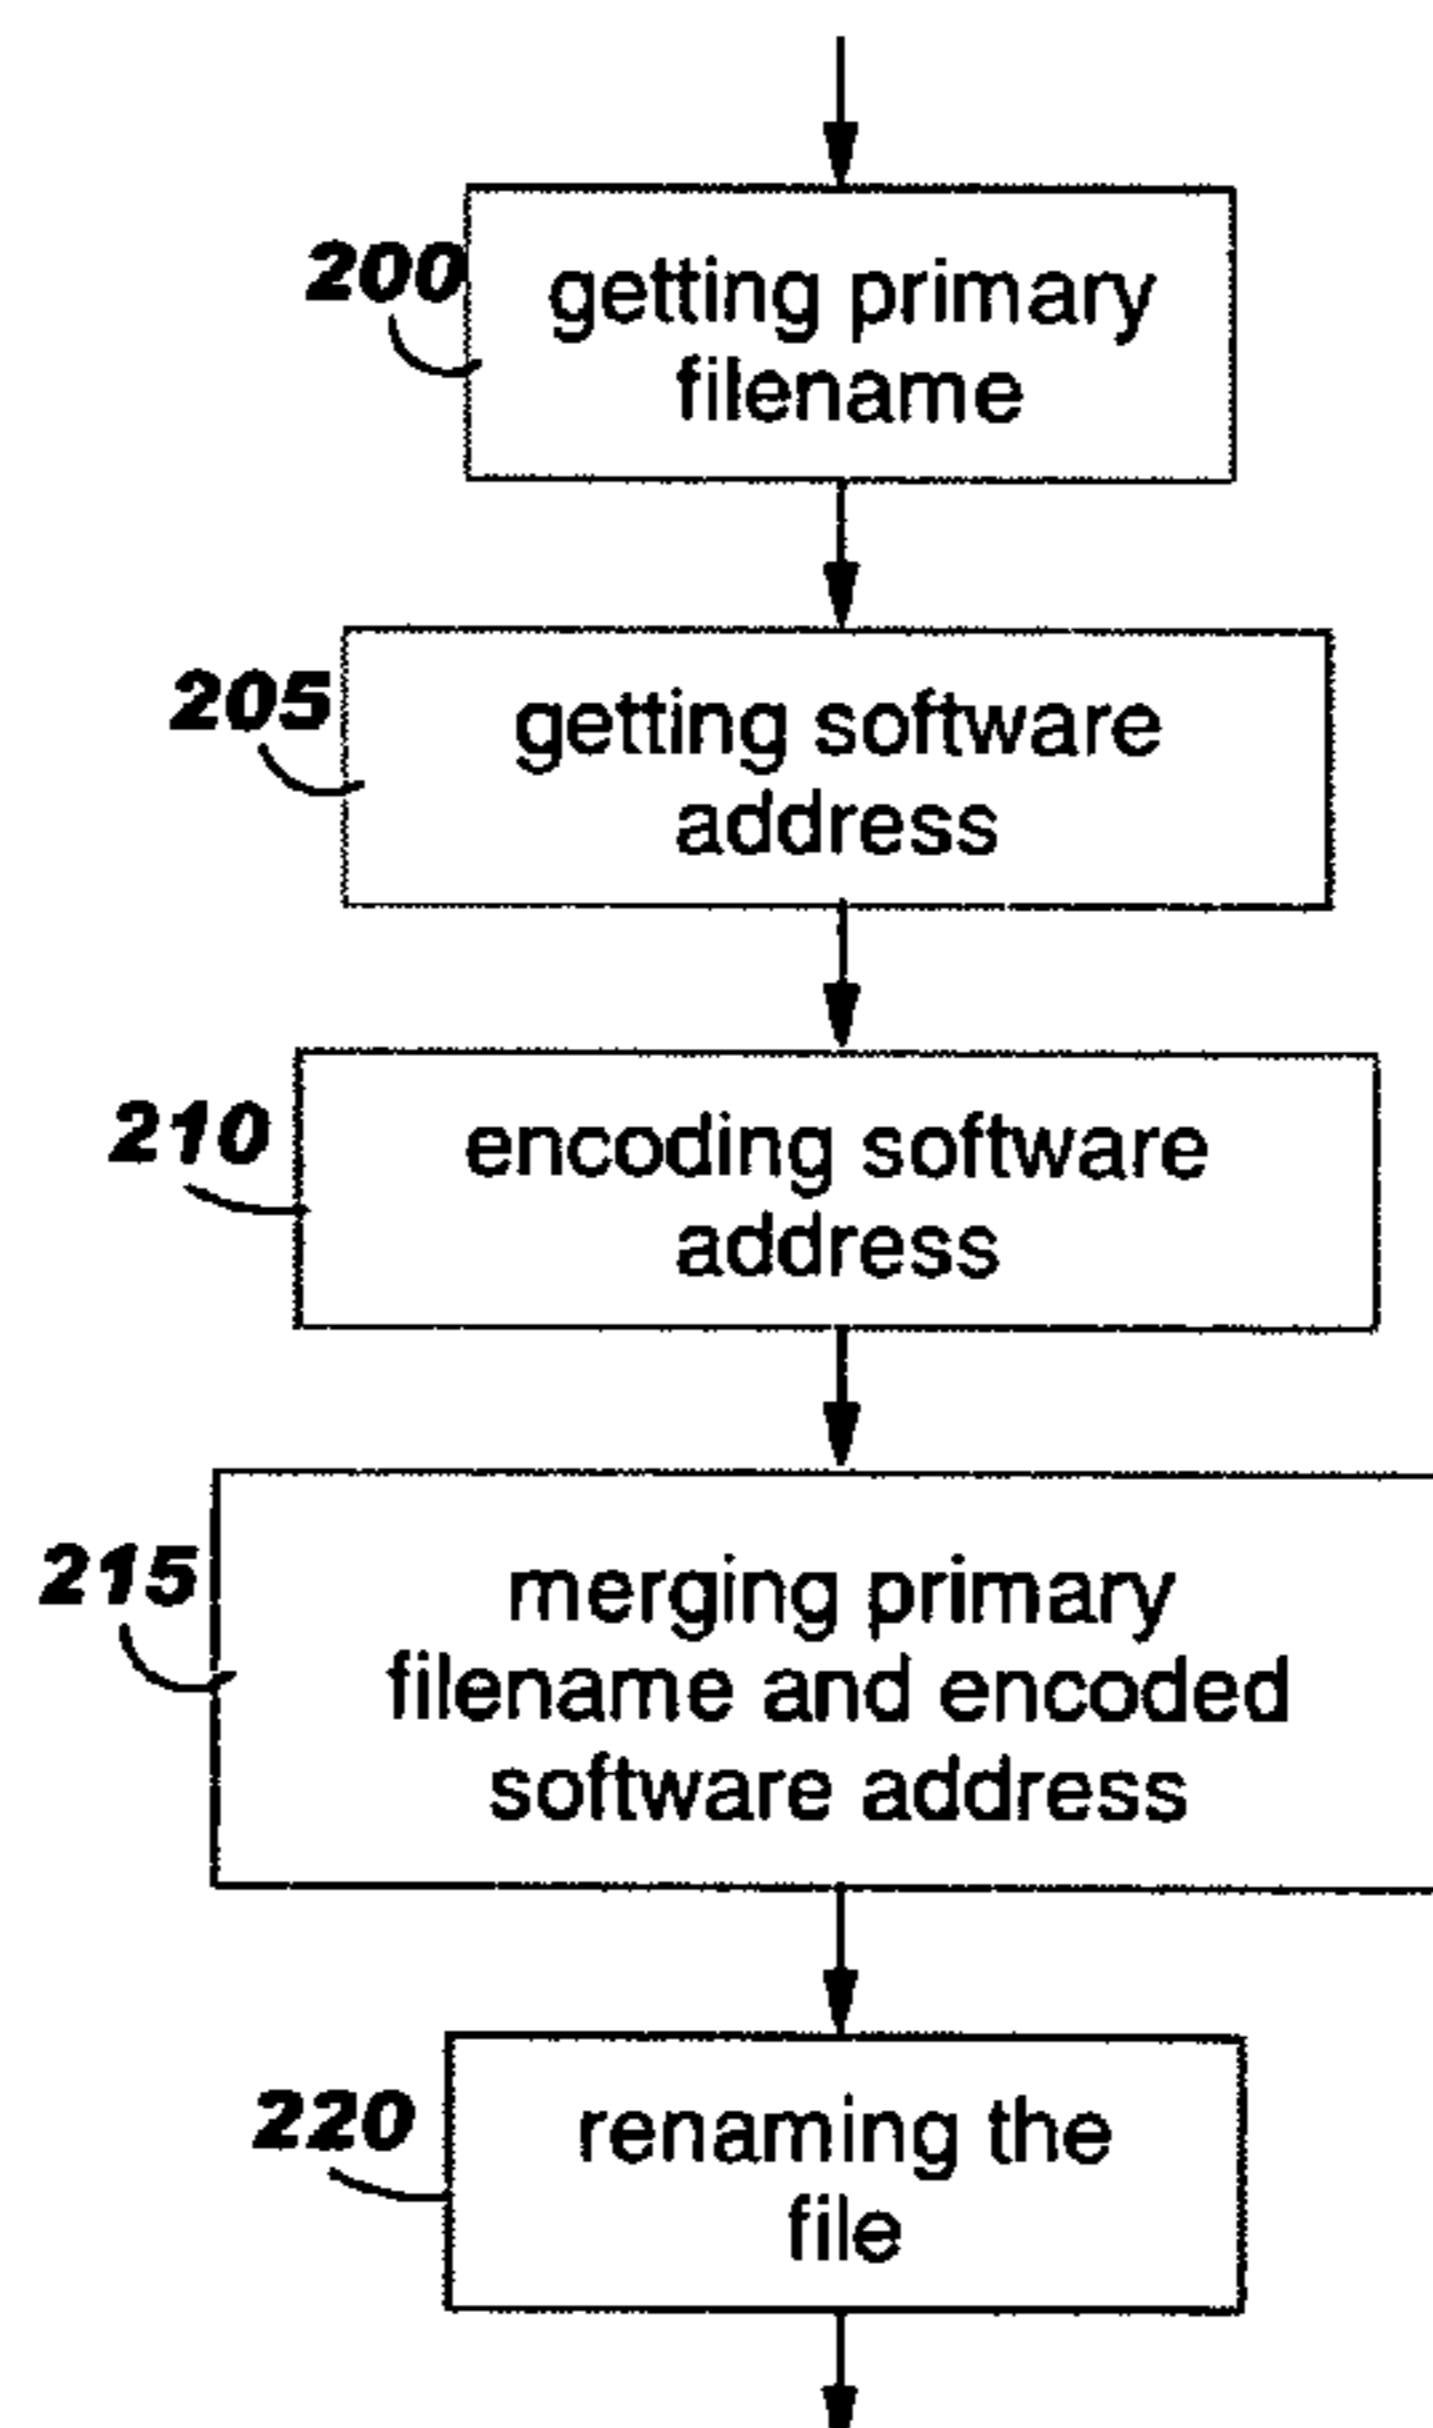 200
getting primary
filename
205
getting software
address
210
encoding software
address
215
merging primary
filename and encoded
software address
220
renaming the
file